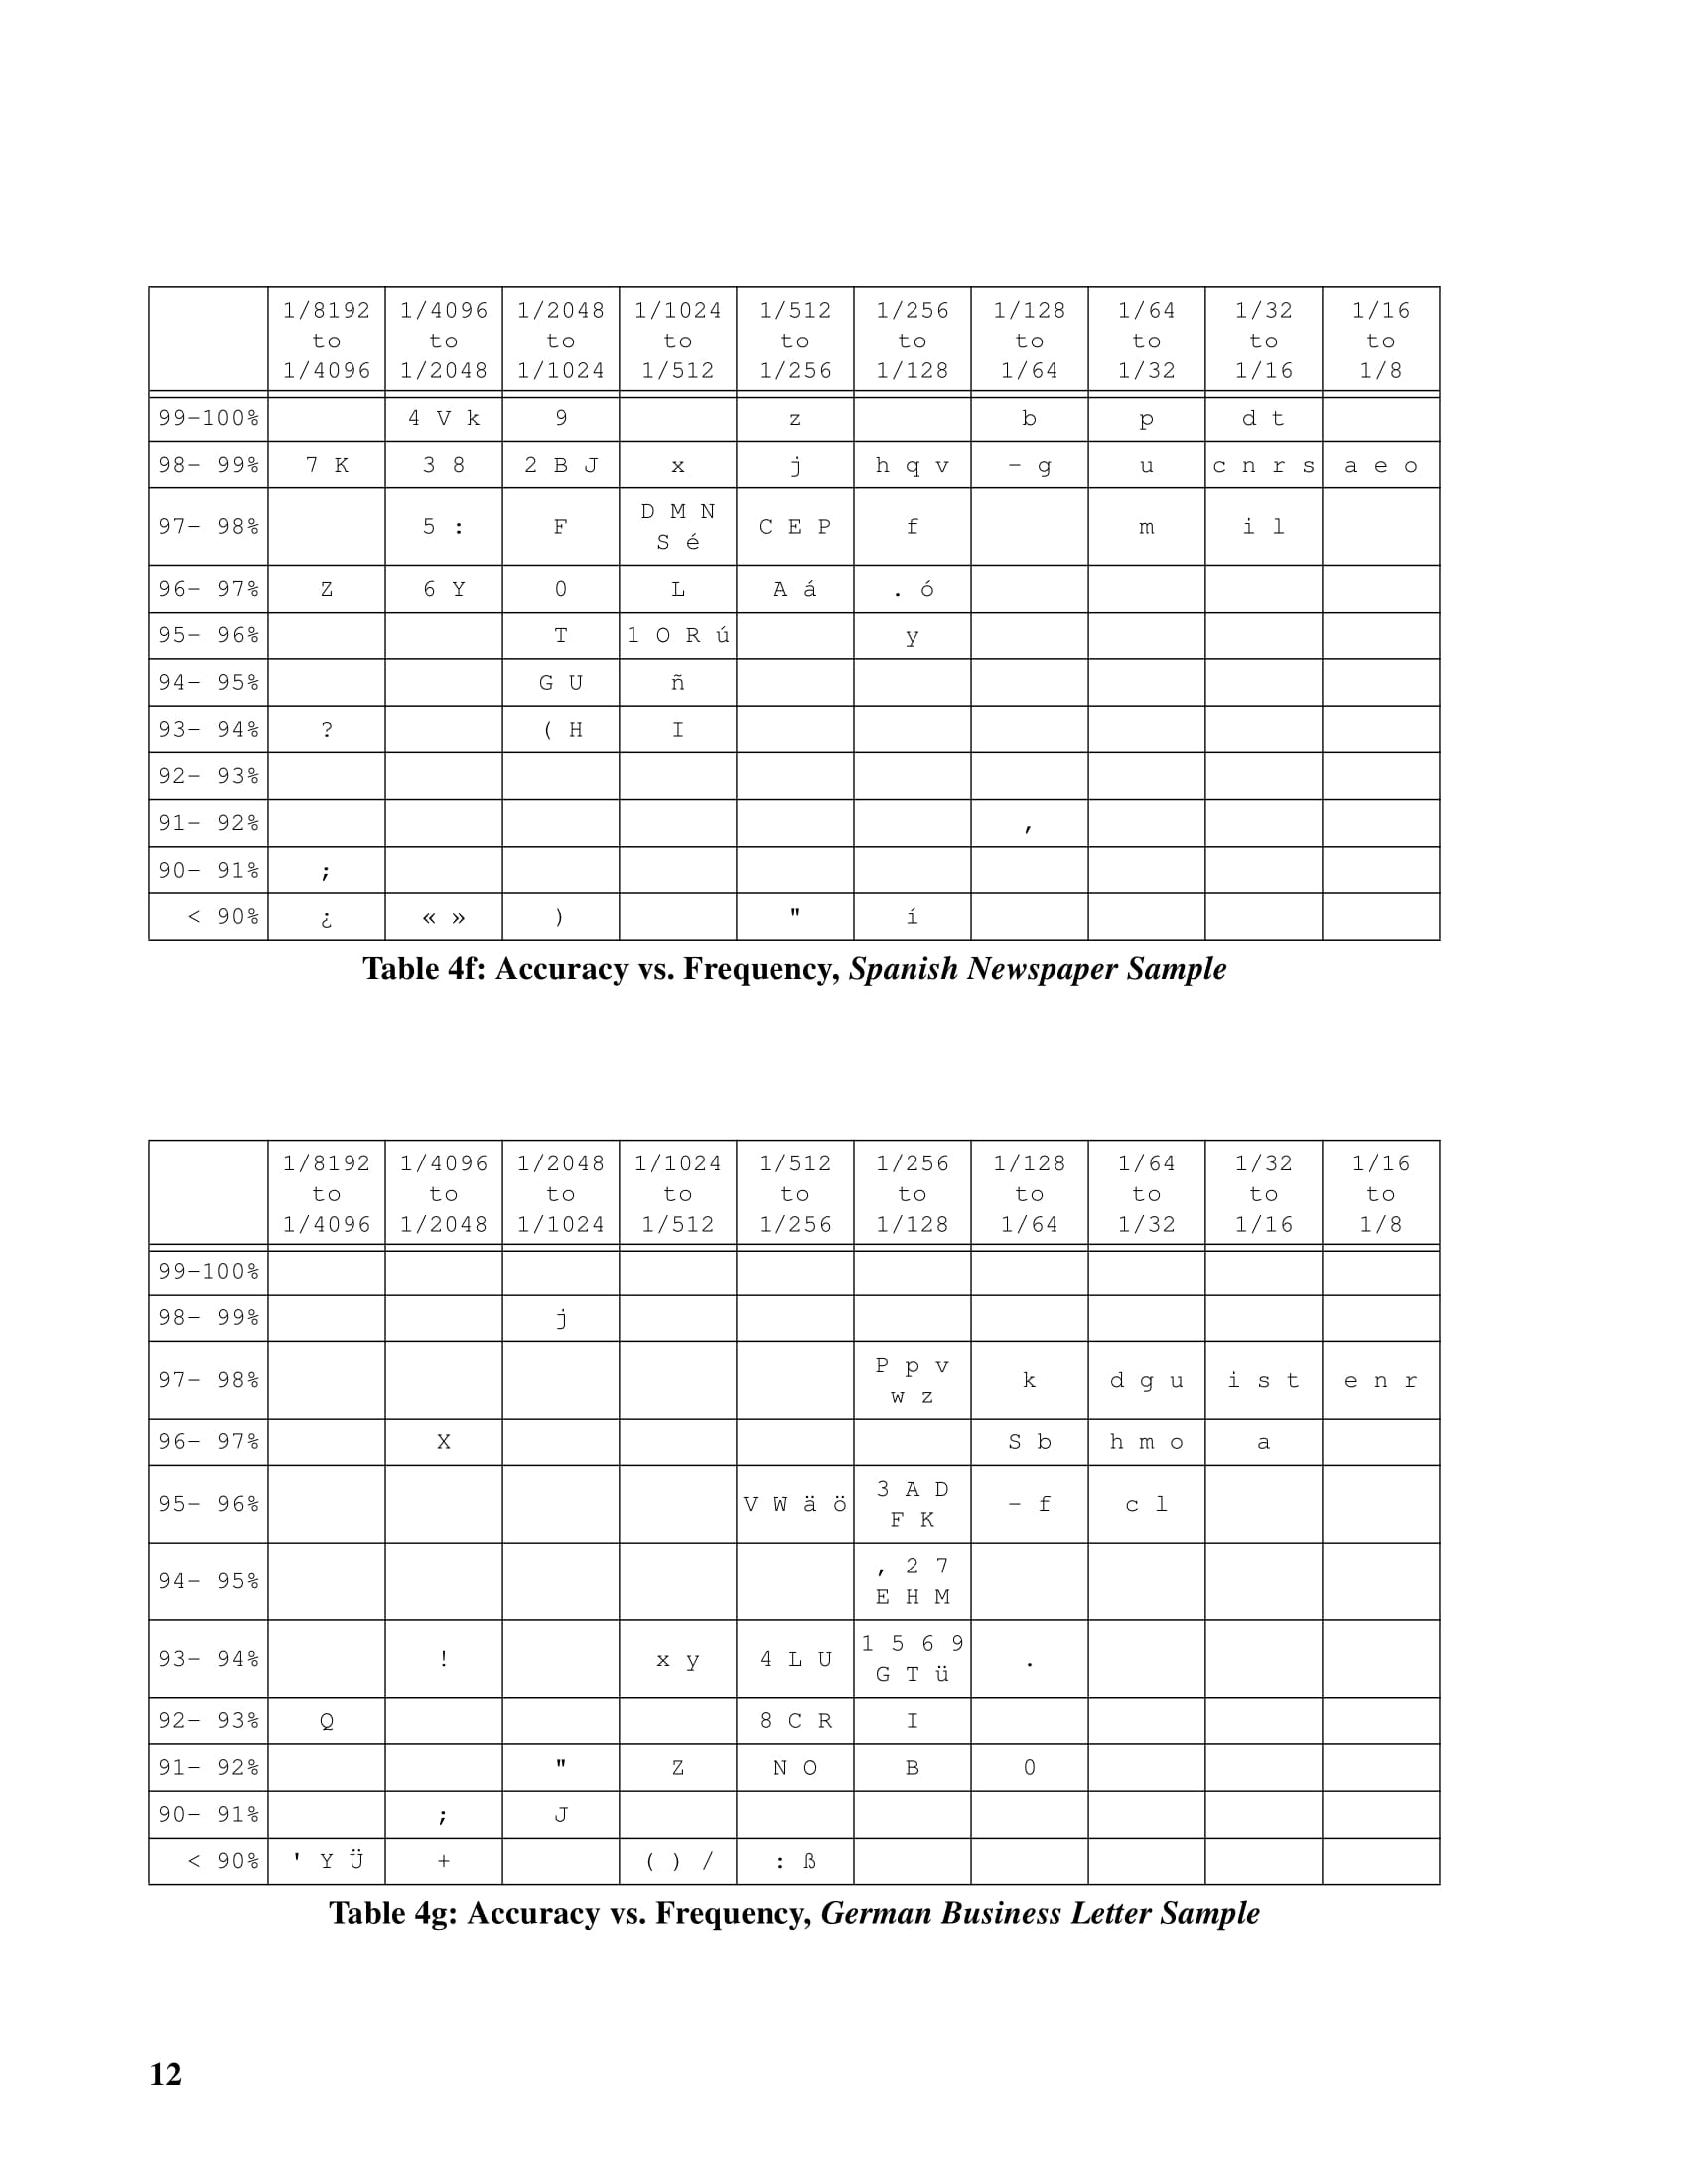 1/8192 1/4096 1/2048 1/1024 1/512 1/256 1/128 1/64 1/32 1/16
to to to to to to to to to to
1/4096 1/2048 1/1024 1/512 1/256 1/128 1/64 1/32 1/16 1/8
99-100% 4 V k 9 z b p d t
98- 99% 7 K 3 8 2 B J x j h q v - g u c n r s a e o
97- 98% 5 : F D M N S é C E P f m i l
96- 97% Z 6 Y 0 L A á . ó
95- 96% T 1 O R ú y
94- 95% G U ñ
93- 94% ? ( H I
92- 93%
91- 92% ,
90- 91% ;
< 90% ¿ « » ) " í
Table 4f: Accuracy vs. Frequency, Spanish Newspaper Sample
1/8192 1/4096 1/2048 1/1024 1/512 1/256 1/128 1/64 1/32 1/16
to to to to to to to to to to
1/4096 1/2048 1/1024 1/512 1/256 1/128 1/64 1/32 1/16 1/8
99-100%
98- 99% j
97- 98% P p v w z k d g u i s t e n r
96- 97% X S b h m o a
95- 96% V W ä ö 3 A D F K - f c l
94- 95% , 2 7 E H M
93- 94% ! x y 4 L U 1 5 6 9 G T ü .
92- 93% Q 8 C R I
91- 92% " Z N O B 0
90- 91% ; J
< 90% ' Y Ü + ( ) / : ß
Table 4g: Accuracy vs. Frequency, German Business Letter Sample
12